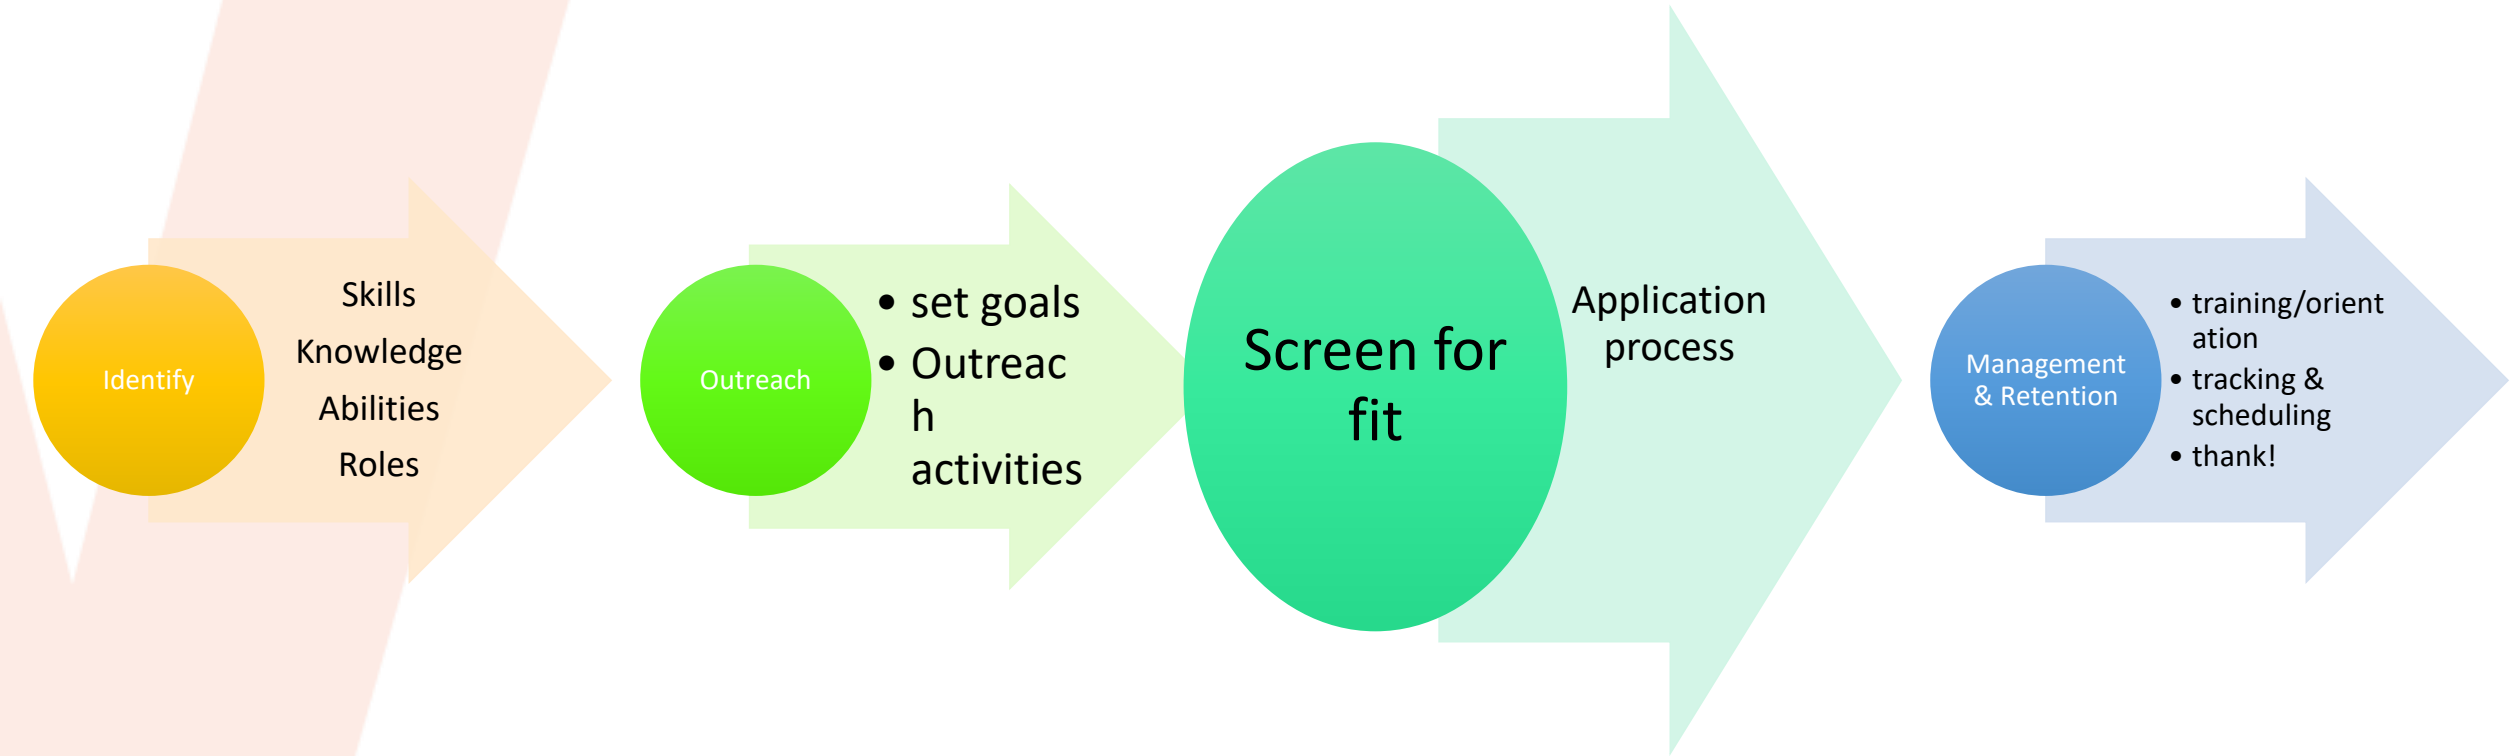 Identify
Skills
Knowledge
Abilities
Roles
Outreach
• set goals
• Outreac
h
activities
Screen for
fit
Application
process
Management
& Retention
• training/orient
ation
• tracking &
scheduling
• thank!